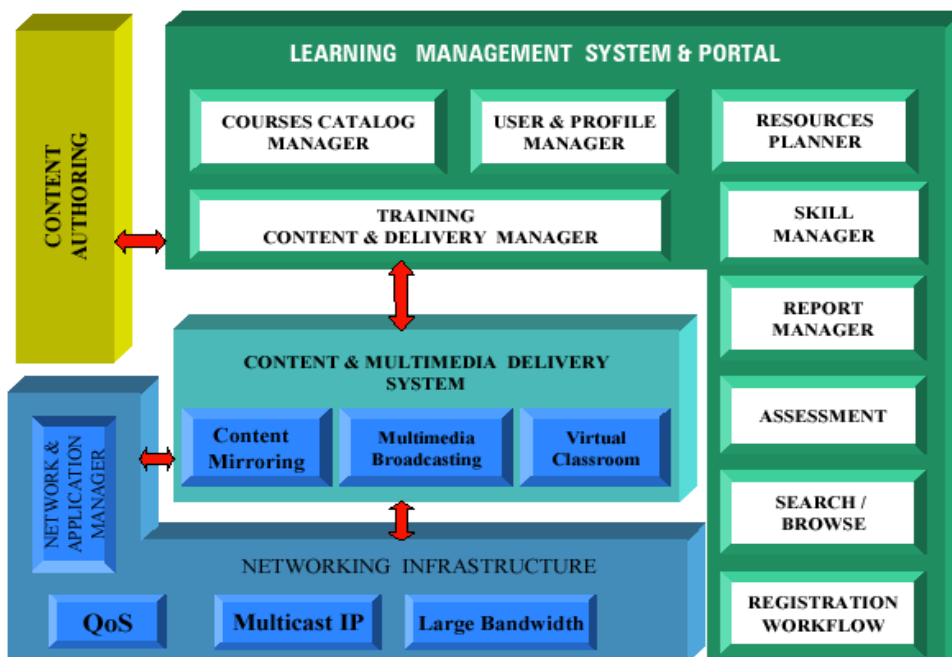 LEARNING MANAGEMENT SYSTEM & PORTAL
COURSES CATALOG
MANAGER
USER & PROFILE
MANAGER
RESOURCES
PLANNER
CONTENT
AUTHORING
TRAINING
CONTENT & DELIVERY MANAGER
SKILL
MANAGER
REPORT
MANAGER
CONTENT & MULTIMEDIA DELIVERY
SYSTEM
Content
Mirroring
Multimedia
Broadcasting
Virtual
Classroom
ASSESSMENT
NETWORK &
APPLICATION
MANAGER
SEARCH /
BROWSE
NETWORKING INFRASTRUCTURE
QoS
Multicast IP
Large Bandwidth
REGISTRATION
WORKFLOW